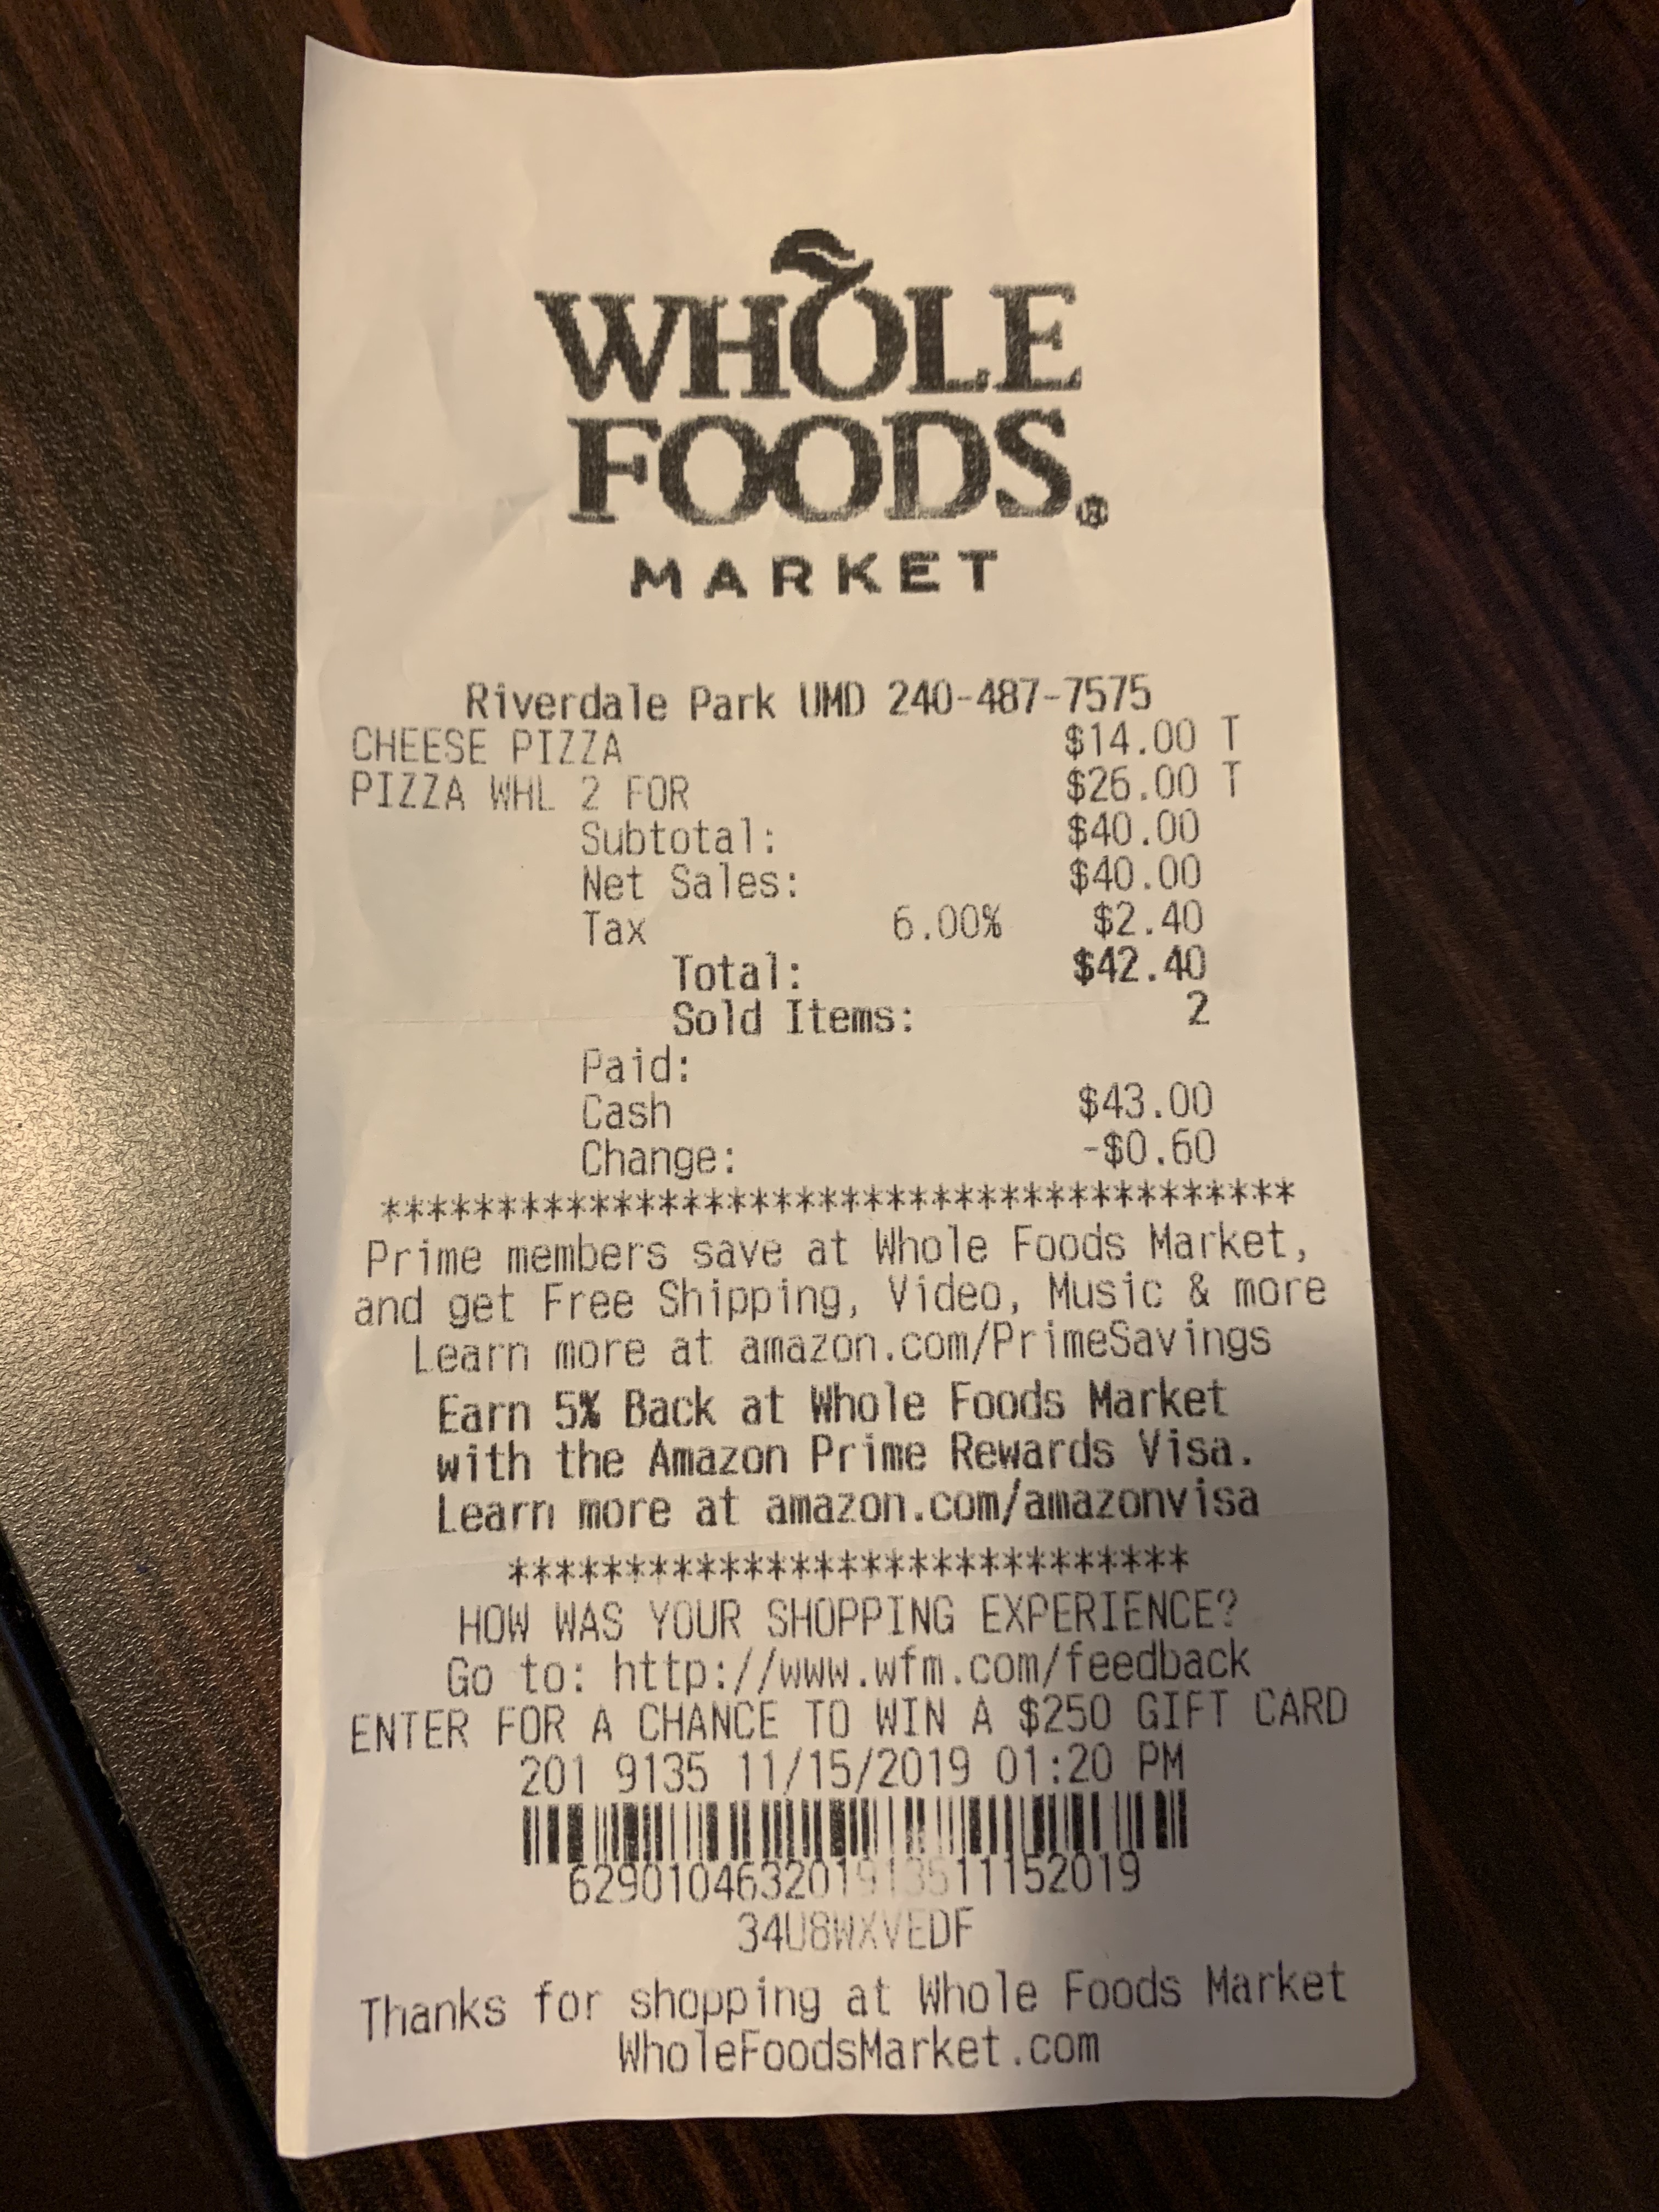 WHOLE
FOODS®
MARKET
Riverdale Park UMD 240-487-7575
CHEESE PIZZA $14.00 T
PIZZA WHL 2 FOR $26.00 T
Subtotal: $40.00
Net Sales: $40.00
Tax 6.00% $2.40
Total: $42.40
Sold Items: 2
Paid:
Cash $43.00
Change: -$0.60
****************************************
Prime members save at Whole Foods Market,
and get Free Shipping, Video, Music & more
Learn more at amazon.com/PrimeSavings
Earn 5% Back at Whole Foods Market
with the Amazon Prime Rewards Visa.
Learn more at amazon.com/amazonvisa
*****************************
HOW WAS YOUR SHOPPING EXPERIENCE?
Go to: http://www.wfm.com/feedback
ENTER FOR A CHANCE TO WIN A $250 GIFT CARD
201 9135 11/15/2019 01:20 PM
629010463201913511152019
34U8WXVEDF
Thanks for shopping at Whole Foods Market
WholeFoodsMarket.com